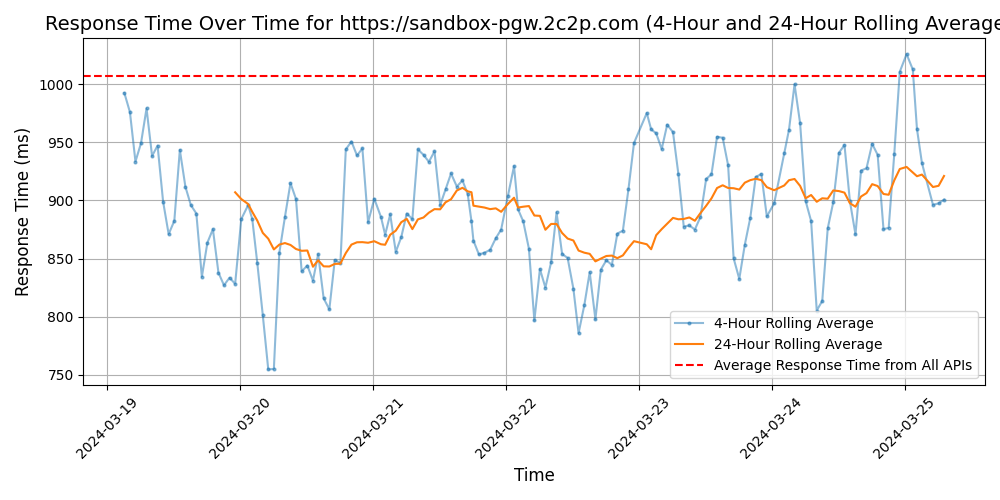 Response Time Over Time for https://sandbox-pgw.2c2p.com (4-Hour and 24-Hour Rolling Average
Response Time (ms)
1000
950
900
850
800
750
4-Hour Rolling Average
24-Hour Rolling Average
Average Response Time from All APIs
2024-03-19
2024-03-20
2024-03-21
2024-03-22
2024-03-23
2024-03-24
2024-03-25
Time